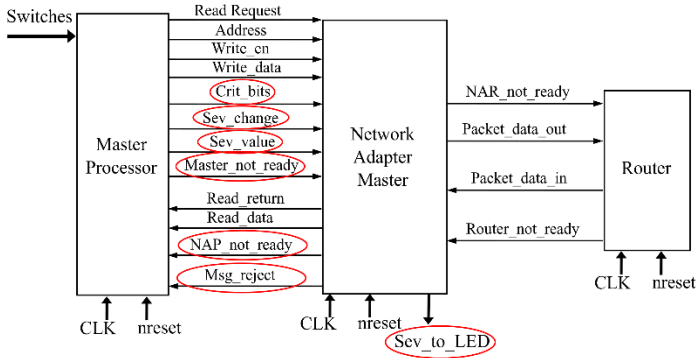 Switches
Read Request
Address
Write_en
Write_data
Crit_bits
Sev_change
Sev_value
Master_not_ready
Read_return
Read_data
NAP_not_ready
Msg_reject
Master
Processor
CLK
nreset
Network
Adapter
Master
CLK
nreset
Sev_to_LED
NAR_not_ready
Packet_data_out
Packet_data_in
Router_not_ready
Router
CLK
nreset